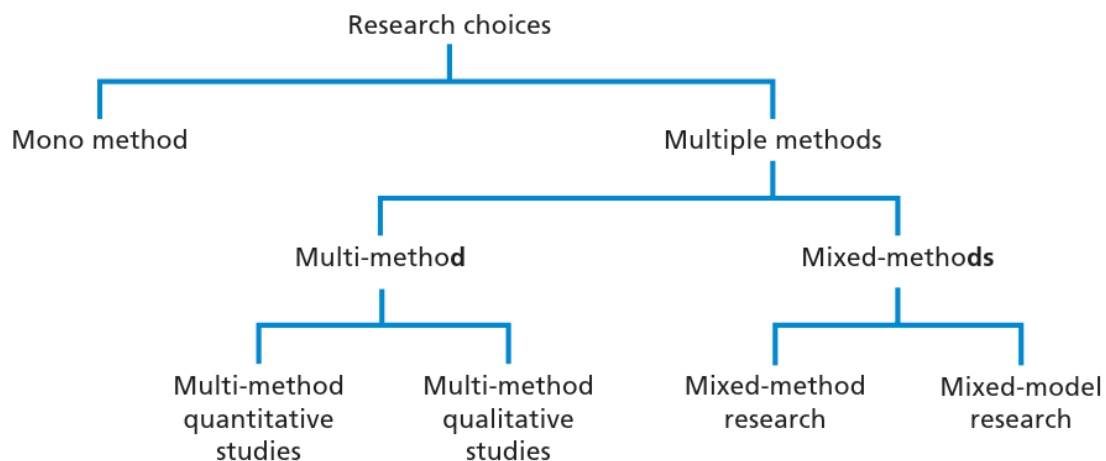 Research choices
Mono method
Multiple methods
Multi-method
Mixed-methods
Multi-method
quantitative
studies
Multi-method
qualitative
studies
Mixed-method
research
Mixed-model
research